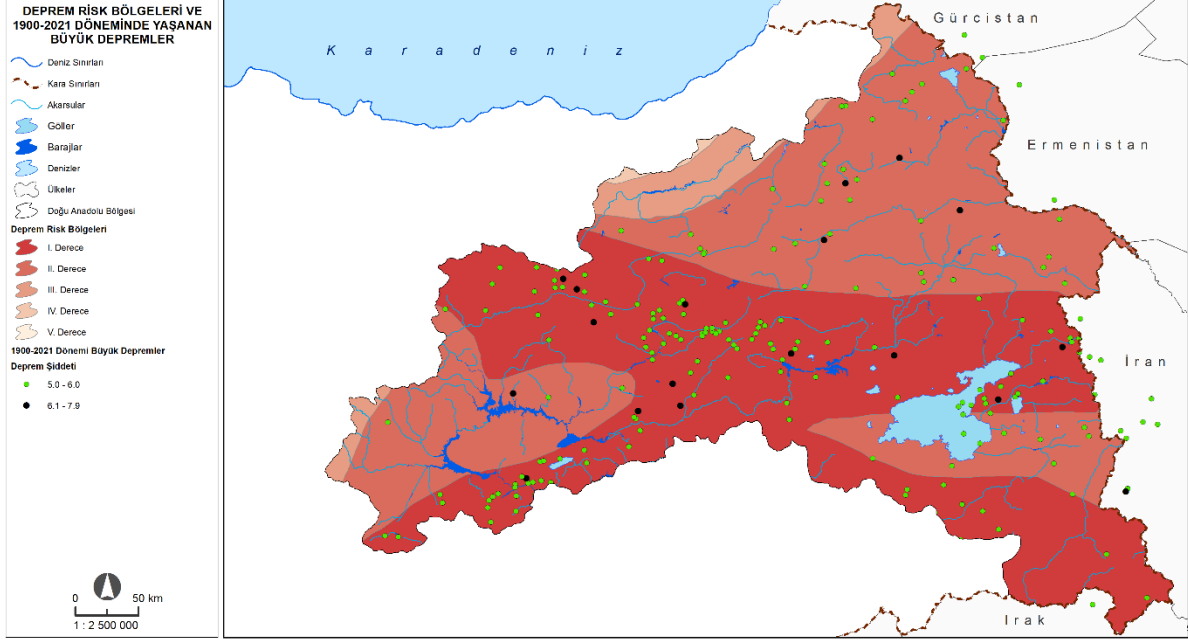 DEPREM RİSK BÖLGELERİ VE
1900-2021 DÖNEMİNDE YAŞANAN
BÜYÜK DEPREMLER
Deniz Sınırları
Kara Sınırları
Akarsular
Göller
Barajlar
Denizler
Ülkeler
Doğu Anadolu Bölgesi
Deprem Risk Bölgeleri
I. Derece
II. Derece
III. Derece
IV. Derece
V. Derece
1900-2021 Dönemi Büyük Depremler
Deprem Şiddeti
5.0 - 6.0
6.1 - 7.9
0 50 km
1 : 2 500 000
Karadeniz
Gürcistan
Ermenistan
İran
Irak